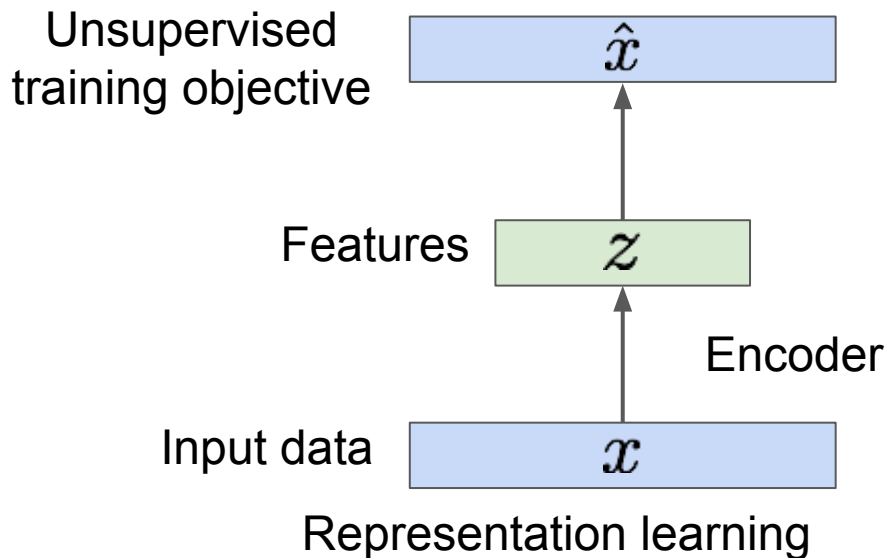 Unsupervised
training objective
x̂
Features
z
Encoder
Input data
x
Representation learning